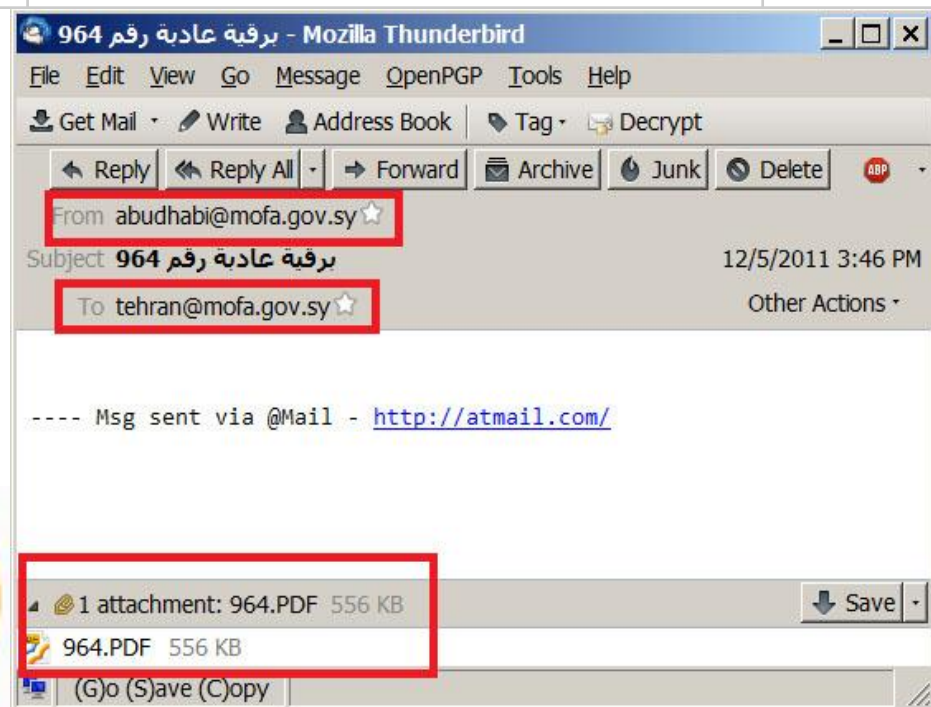 برقية عادبة رقم 964 - Mozilla Thunderbird
File Edit View Go Message OpenPGP Tools Help
Get Mail Write Address Book Tag Decrypt
Reply Reply All Forward Archive Junk Delete ABP
From abudhabi@mofa.gov.sy
Subject برقية عادبة رقم 964 12/5/2011 3:46 PM
To tehran@mofa.gov.sy Other Actions
---- Msg sent via @Mail - http://atmail.com/
1 attachment: 964.PDF 556 KB Save
964.PDF 556 KB
(G)o (S)ave (C)opy